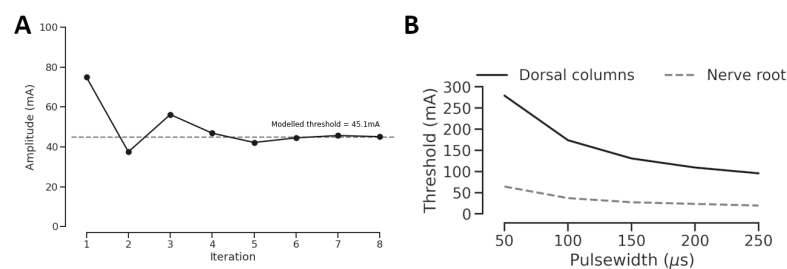 A
Amplitude (mA)
100
80
60
40
20
0
Modelled threshold = 45.1mA
1 2 3 4 5 6 7 8
Iteration
B
Dorsal columns Nerve root
Threshold (mA)
300
250
200
150
100
50
0
50 100 150 200 250
Pulsewidth (μs)